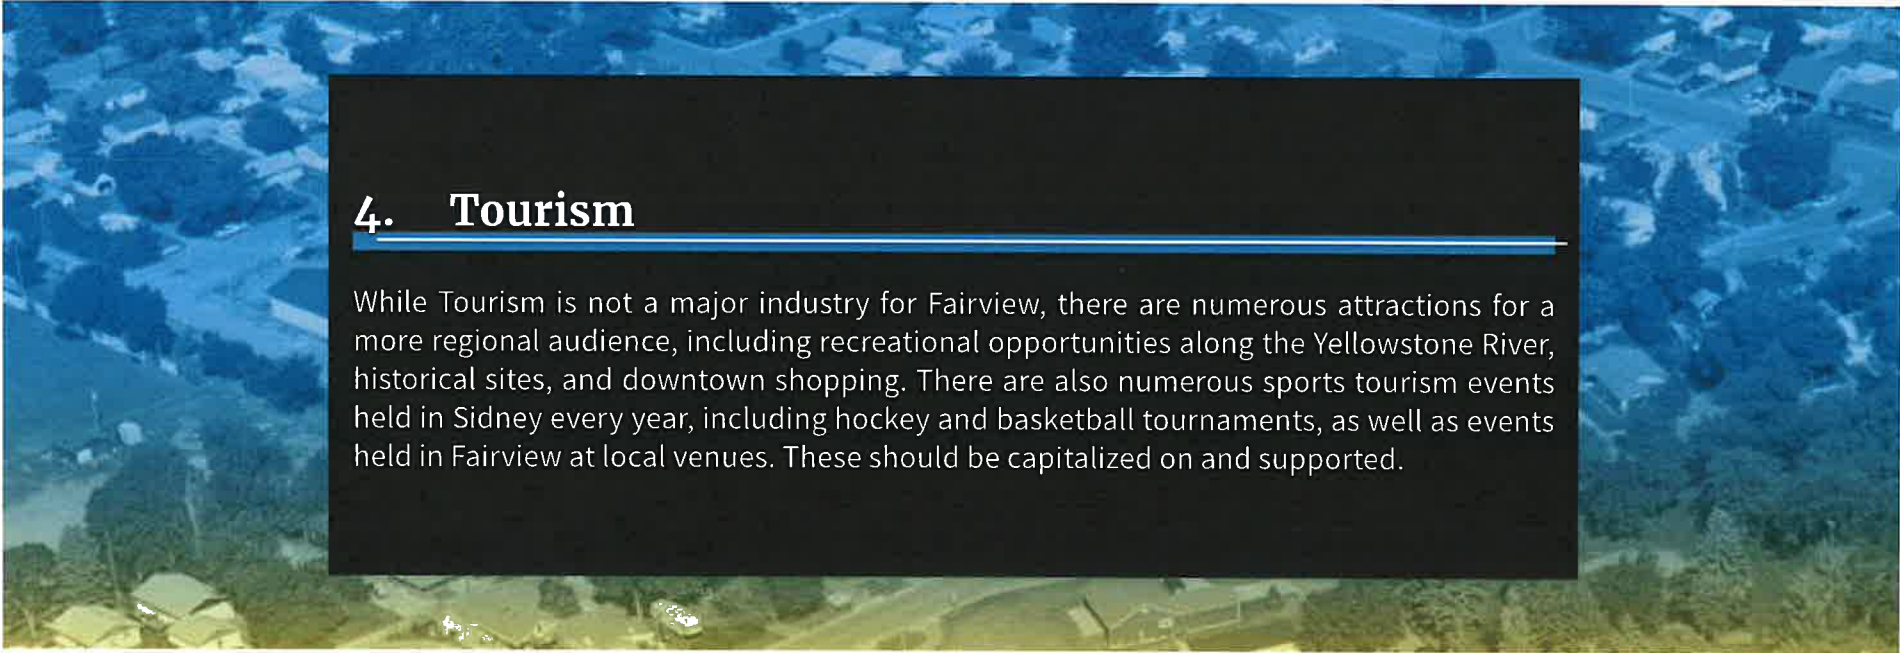 4. Tourism
While Tourism is not a major industry for Fairview, there are numerous attractions for a
more regional audience, including recreational opportunities along the Yellowstone River,
historical sites, and downtown shopping. There are also numerous sports tourism events
held in Sidney every year, including hockey and basketball tournaments, as well as events
held in Fairview at local venues. These should be capitalized on and supported.